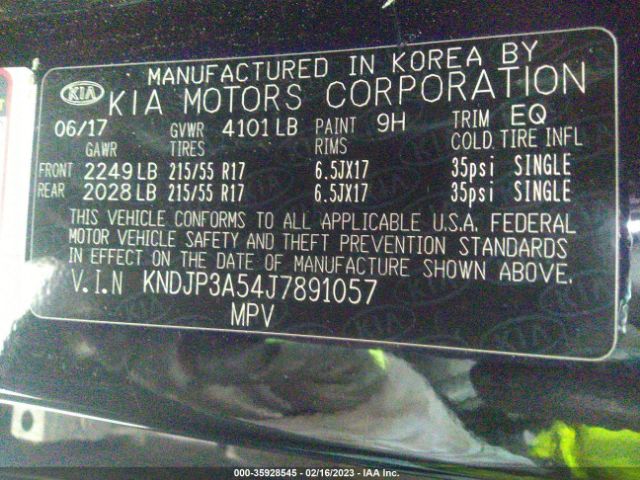 MANUFACTURED IN KOREA BY
KIA KIA MOTORS CORPORATION
06/17 GVWR 4101 LB PAINT 9H TRIM EQ
GAWR TIRES RIMS COLD. TIRE INFL
FRONT 2249 LB 215/55 R17 6.5JX17 35psi SINGLE
REAR 2028 LB 215/55 R17 6.5JX17 35psi SINGLE
THIS VEHICLE CONFORMS TO ALL APPLICABLE U.S.A. FEDERAL
MOTOR VEHICLE SAFETY AND THEFT PREVENTION STANDARDS
IN EFFECT ON THE DATE OF MANUFACTURE SHOWN ABOVE.
V.I.N KNDJP3A54J7891057
MPV
000-35928545 - 02/16/2023 - IAA Inc.